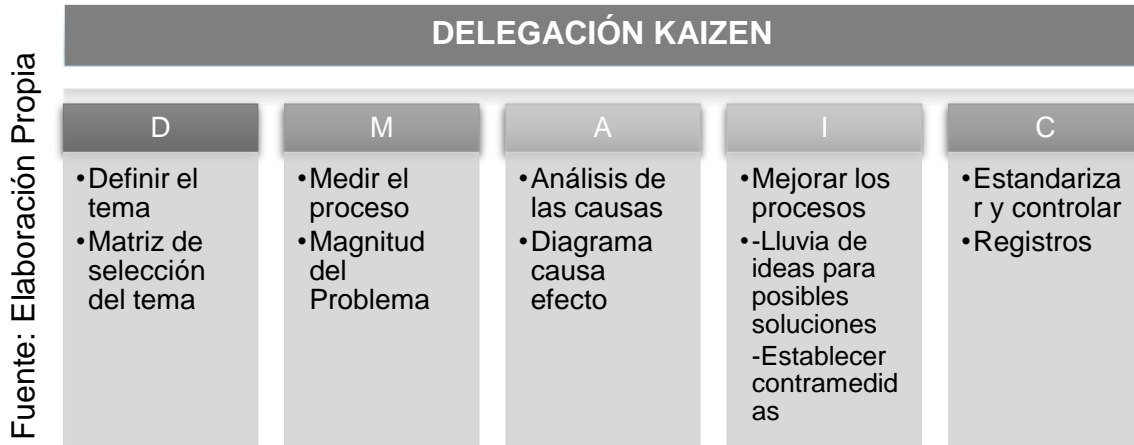 DELEGACIÓN KAIZEN
Fuente: Elaboración Propia
D
•Definir el
tema
•Matriz de
selección
del tema
M
•Medir el
proceso
•Magnitud
del
Problema
A
•Análisis de
las causas
•Diagrama
causa
efecto
I
•Mejorar los
procesos
•-Lluvia de
ideas para
posibles
soluciones
-Establecer
contramedid
as
C
•Estandariza
r y controlar
•Registros